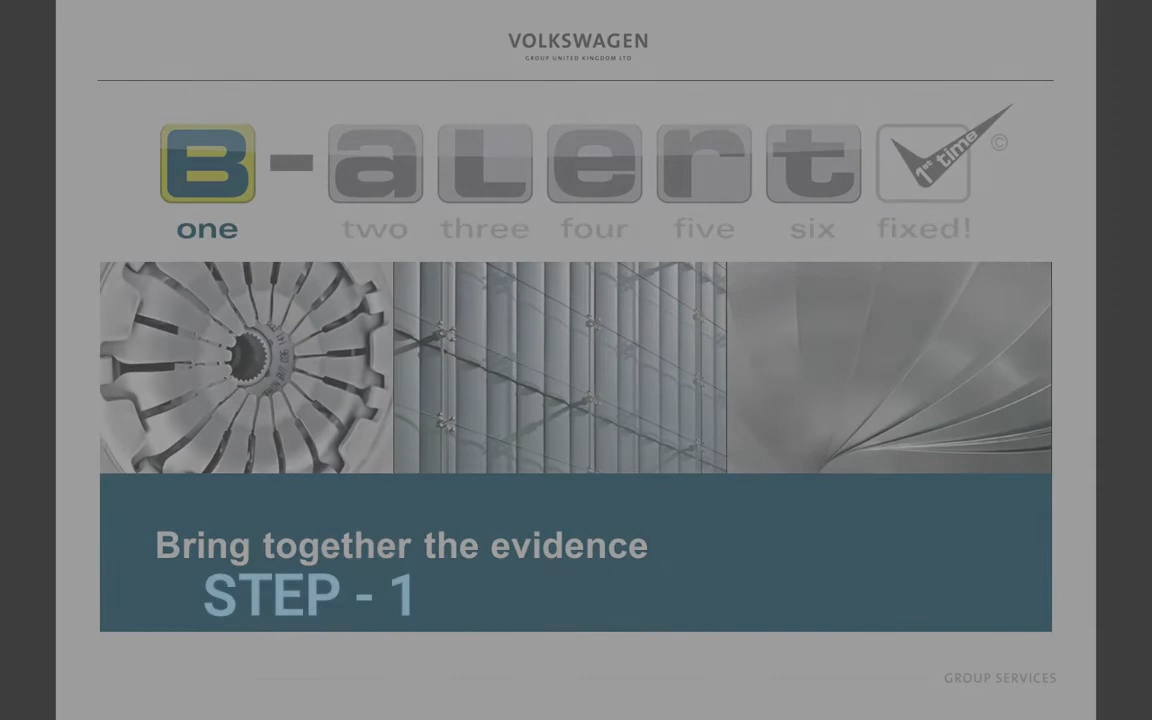 VOLKSWAGEN
GROUP UNITED KINGDOM LTD
B-alert 1st time ©
one two three four five six fixed!
Bring together the evidence
STEP - 1
GROUP SERVICES